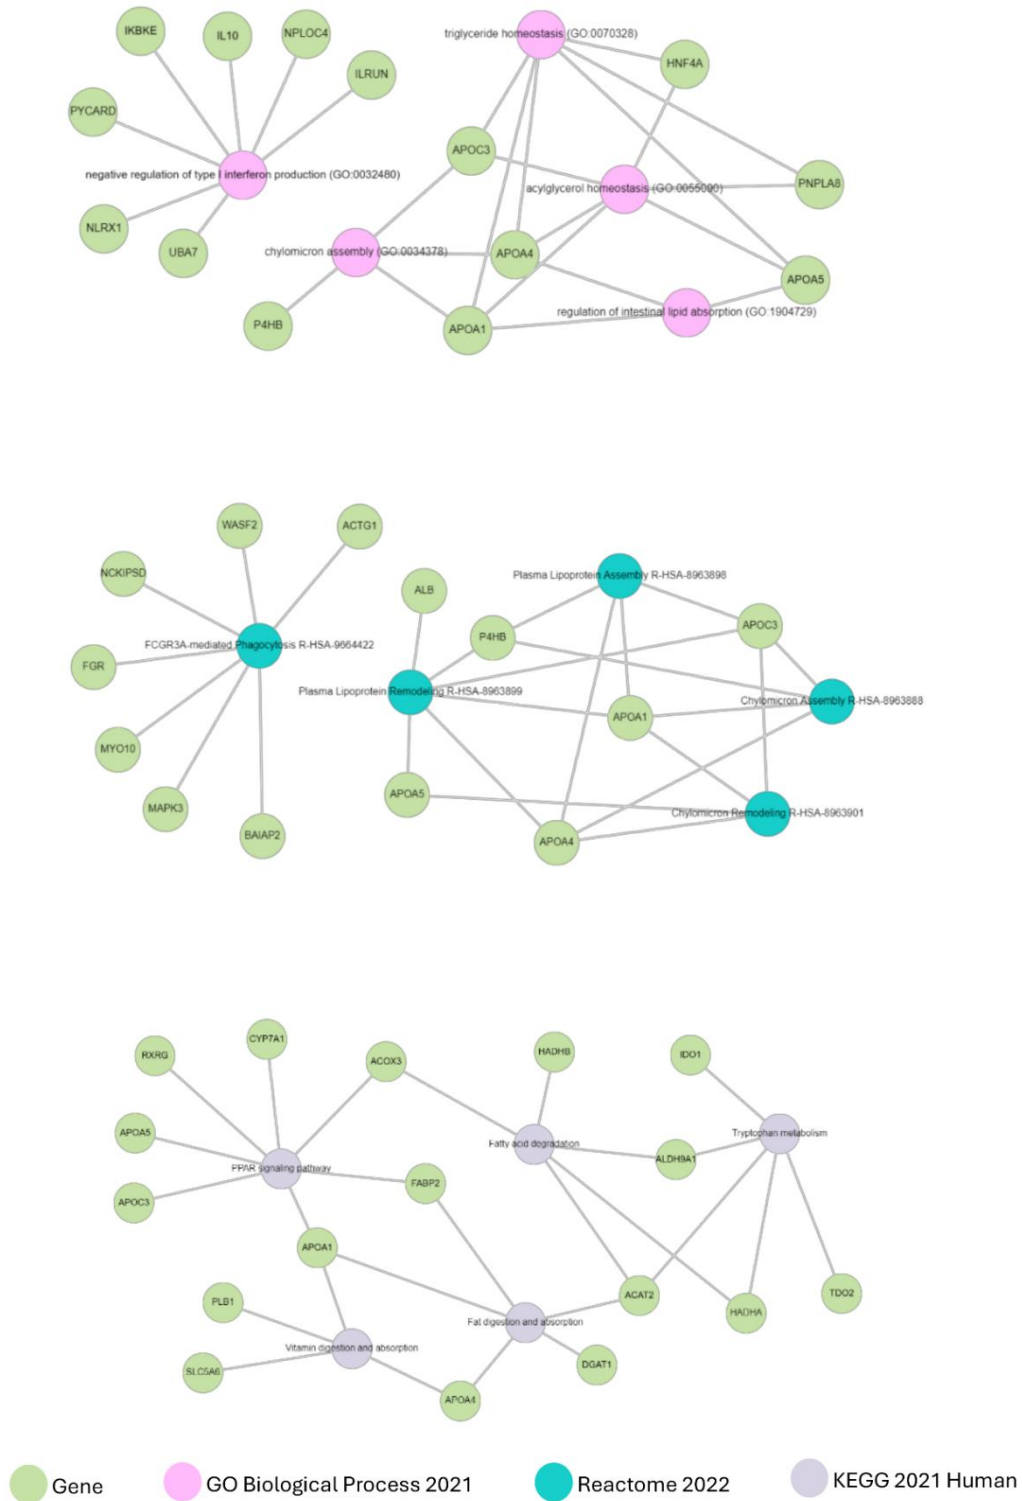 IKBKE
IL10
NPLOC4
ILRUN
PYCARD
negative regulation of type I interferon production (GO:0032480)
NLRX1
UBA7
triglyceride homeostasis (GO:0070328)
HNF4A
APOC3
acylglycerol homeostasis (GO:0055090)
PNPLA8
chylomicron assembly (GO:0034378)
APOA4
APOA5
P4HB
APOA1
regulation of intestinal lipid absorption (GO:1904729)
WASF2
ACTG1
NCKIPSD
FCGR3A-mediated Phagocytosis R-HSA-9664422
FGR
MYO10
MAPK3
BAIAP2
Plasma Lipoprotein Assembly R-HSA-8963898
ALB
P4HB
APOC3
Plasma Lipoprotein Remodeling R-HSA-8963899
Chylomicron Assembly R-HSA-8963888
APOA1
APOA5
Chylomicron Remodeling R-HSA-8963901
APOA4
CYP7A1
RXRG
ACOX3
HADHB
IDO1
APOA5
Fatty acid degradation
Tryptophan metabolism
PPAR signaling pathway
ALDH9A1
APOC3
FABP2
APOA1
PLB1
ACAT2
HADHA
TDO2
Fat digestion and absorption
Vitamin digestion and absorption
SLC5A6
DGAT1
APOA4
Gene
GO Biological Process 2021
Reactome 2022
KEGG 2021 Human